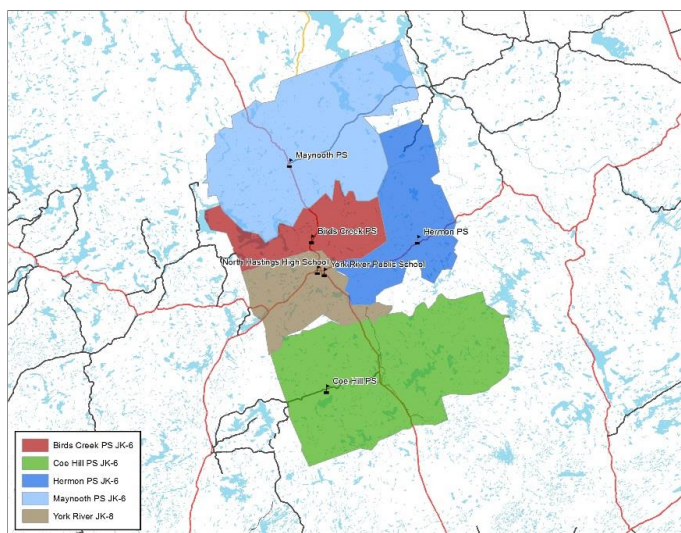 Maynooth PS
Birds Creek PS
Hermon PS
North Hastings High School
York River Public School
Coe Hill PS
Birds Creek PS JK-6
Coe Hill PS JK-6
Hermon PS JK-6
Maynooth PS JK-6
York River JK-8